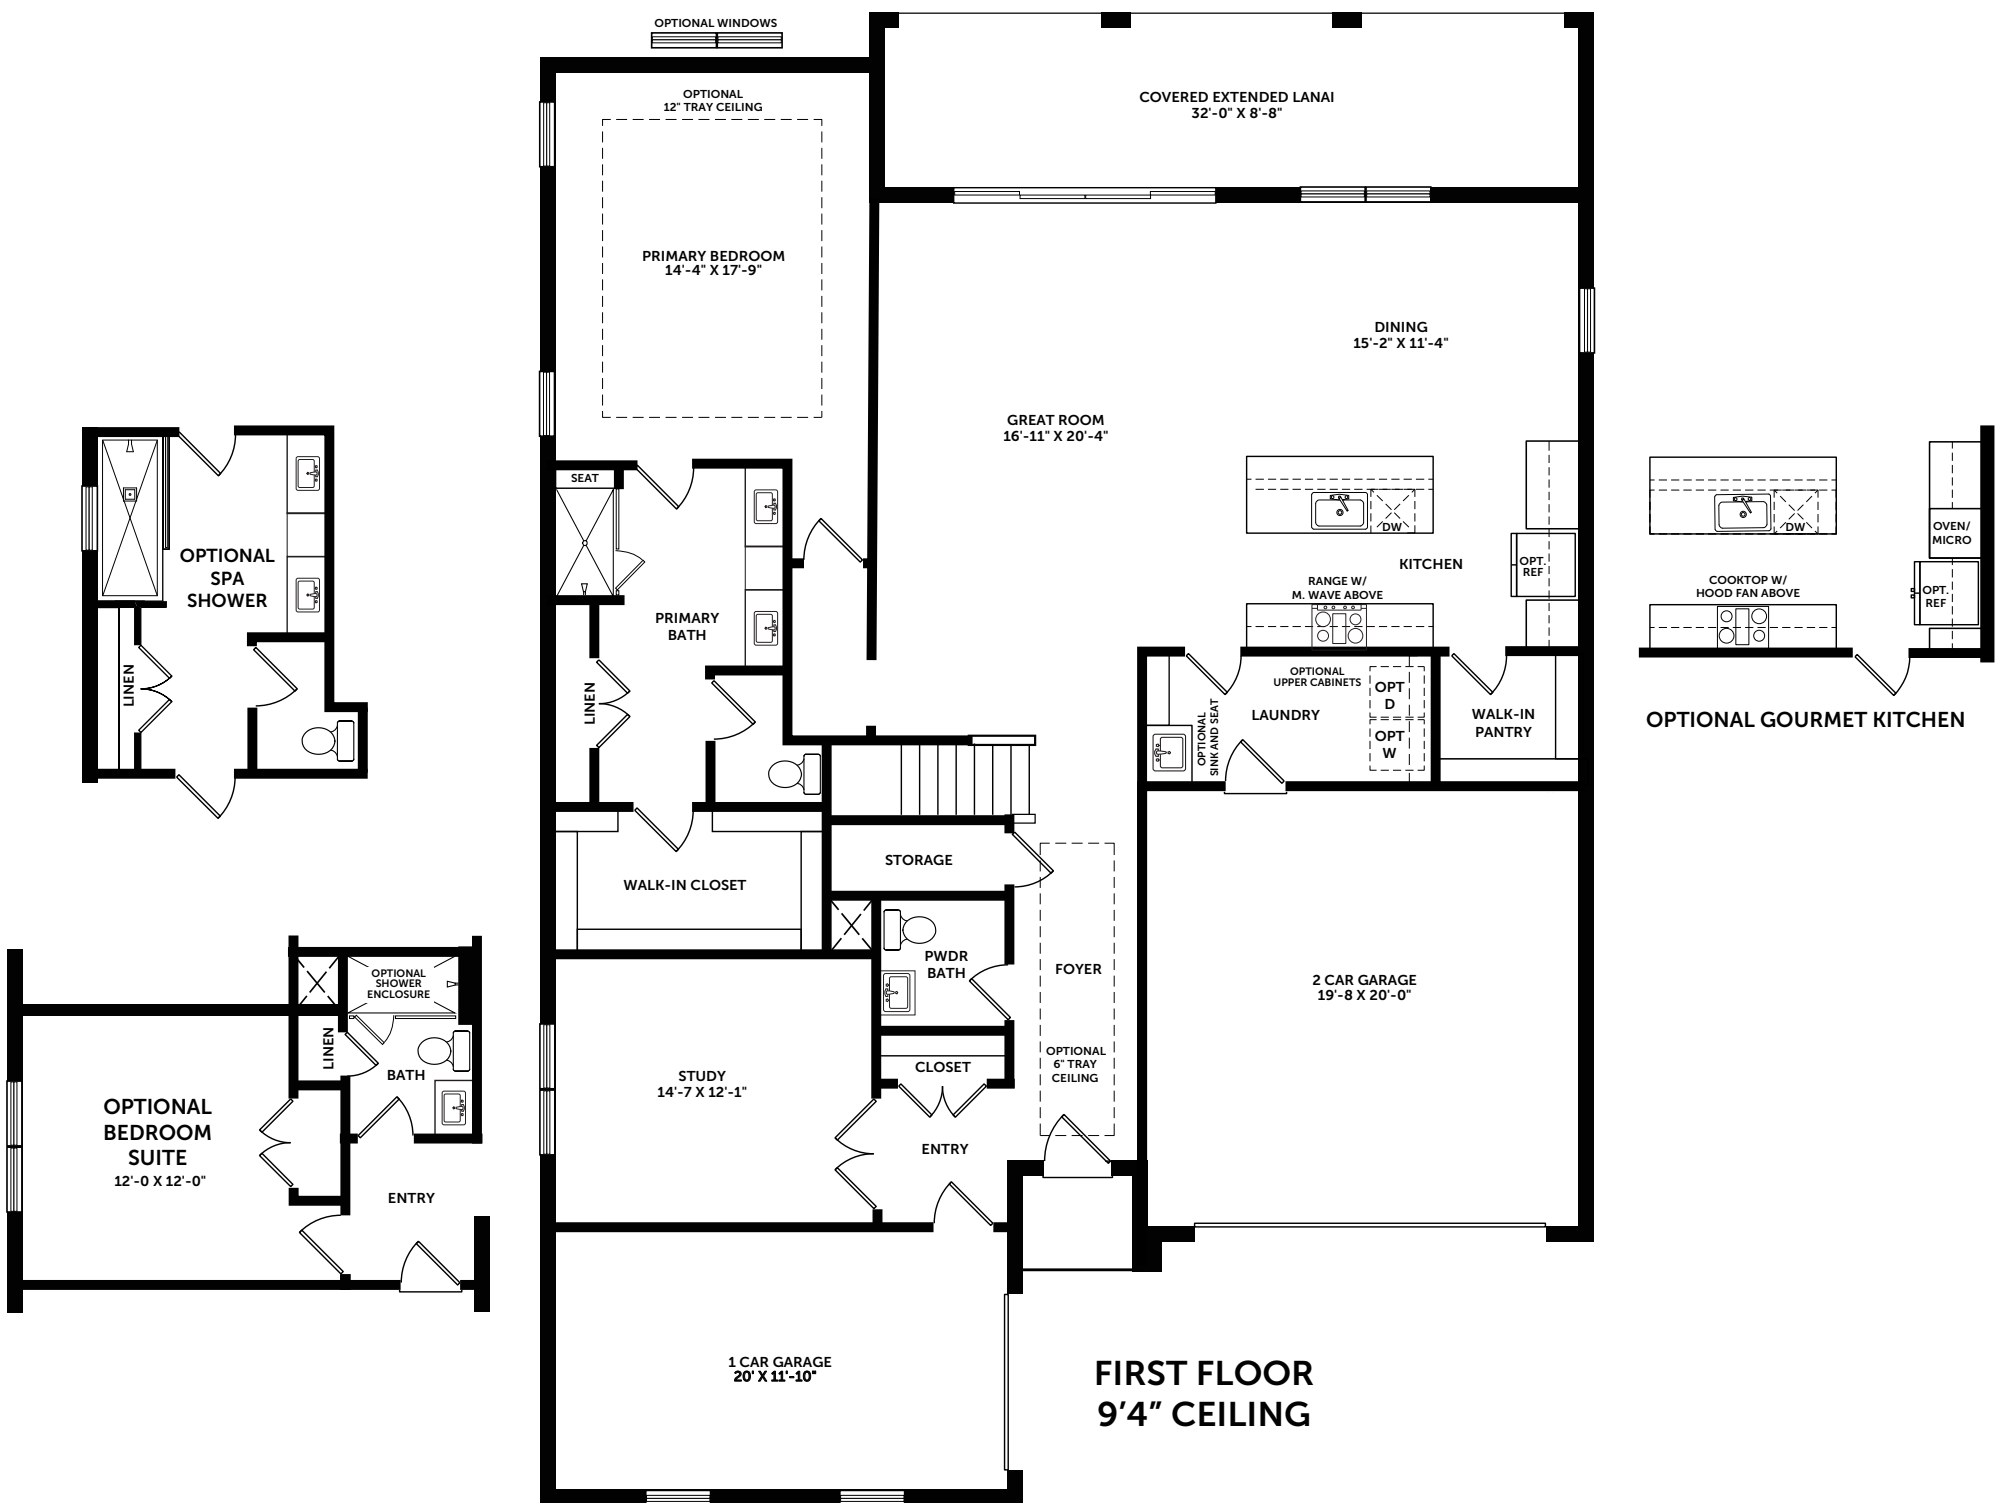 OPTIONAL WINDOWS
OPTIONAL
12" TRAY CEILING
COVERED EXTENDED LANAI
32'-0" X 8'-8"
PRIMARY BEDROOM
14'-4" X 17'-9"
DINING
15'-2" X 11'-4"
GREAT ROOM
16'-11" X 20'-4"
SEAT
DW
KITCHEN
OPT.
REF
RANGE W/
M. WAVE ABOVE
PRIMARY
BATH
LINEN
OPTIONAL
UPPER CABINETS
OPT
D
OPT
W
LAUNDRY
OPTIONAL
SINK AND SEAT
WALK-IN
PANTRY
OPTIONAL
SPA
SHOWER
LINEN
DW
OVEN/
MICRO
COOKTOP W/
HOOD FAN ABOVE
OPT.
REF
OPTIONAL GOURMET KITCHEN
STORAGE
WALK-IN CLOSET
PWDR
BATH
FOYER
2 CAR GARAGE
19'-8 X 20'-0"
OPTIONAL
6" TRAY
CEILING
CLOSET
STUDY
14'-7 X 12'-1"
ENTRY
OPTIONAL
SHOWER
ENCLOSURE
LINEN
BATH
OPTIONAL
BEDROOM
SUITE
12'-0 X 12'-0"
ENTRY
1 CAR GARAGE
20' X 11'-10"
FIRST FLOOR
9’4” CEILING